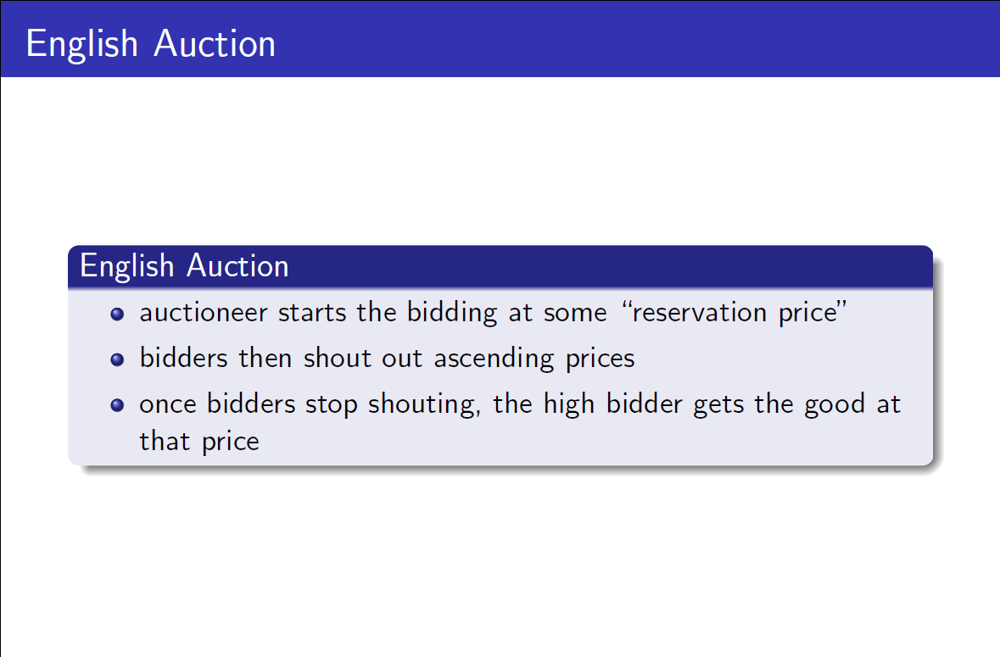 English Auction
English Auction
auctioneer starts the bidding at some “reservation price”
bidders then shout out ascending prices
once bidders stop shouting, the high bidder gets the good at
that price